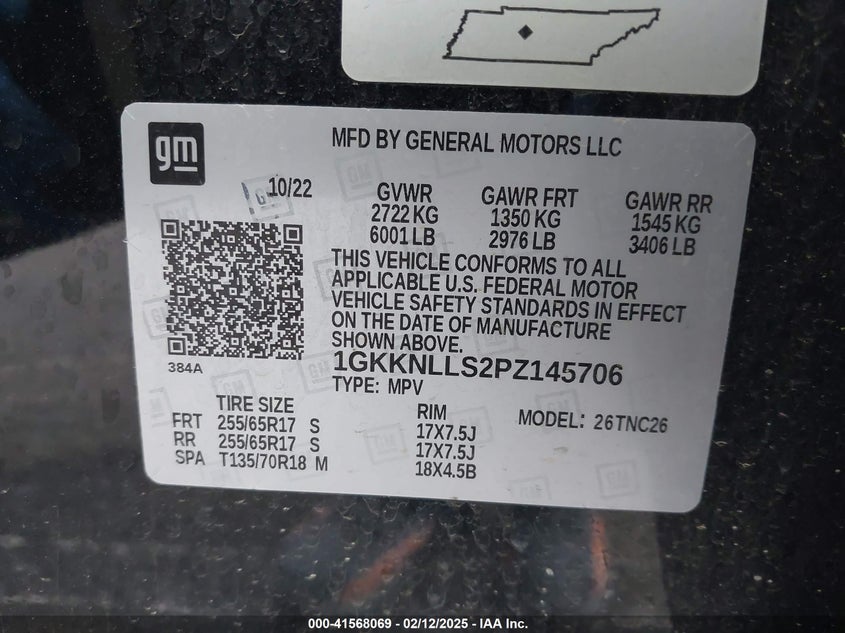 gm
MFD BY GENERAL MOTORS LLC
10/22
GVWR GAWR FRT GAWR RR
2722 KG 1350 KG 1545 KG
6001 LB 2976 LB 3406 LB
THIS VEHICLE CONFORMS TO ALL
APPLICABLE U.S. FEDERAL MOTOR
VEHICLE SAFETY STANDARDS IN EFFECT
ON THE DATE OF MANUFACTURE
SHOWN ABOVE.
384A
1GKKNLLS2PZ145706
TYPE: MPV
TIRE SIZE RIM MODEL: 26TNC26
FRT 255/65R17 S 17X7.5J
RR 255/65R17 S 17X7.5J
SPA T135/70R18 M 18X4.5B
000-41568069 - 02/12/2025 - IAA Inc.